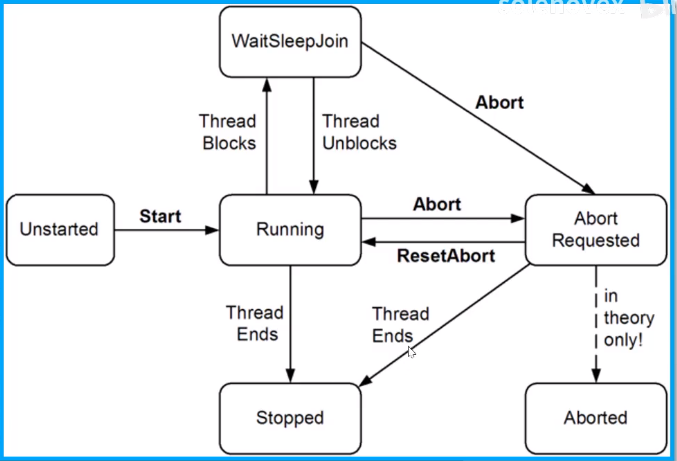 WaitSleepJoin
Abort
Thread
Blocks
Thread
Unblocks
Unstarted
Start
Running
Abort
ResetAbort
Abort
Requested
Thread
Ends
Thread
Ends
in
theory
only!
Stopped
Aborted